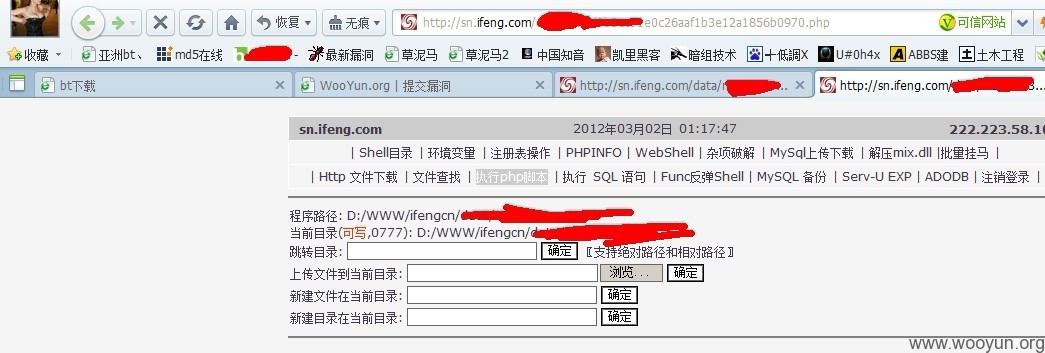 恢复 无痕 http://sn.ifeng.com/ e0c26aaf1b3e12a1856b0970.php 可信网站
收藏 亚洲bt、 md5在线 - 最新漏洞 草泥马 草泥马2 中国知音 凯里黑客 暗组技术 十低調X U#0h4x ABBS建 土木工程
bt下载 WooYun.org | 提交漏洞 http://sn.ifeng.com/data/ ... http://sn.ifeng.com/ 3...
sn.ifeng.com 2012年03月02日 01:17:47 222.223.58.16
| Shell目录 | 环境变量 | 注册表操作 | PHPINFO | WebShell | 杂项破解 | MySql上传下载 | 解压mix.dll |批量挂马 |
| Http 文件下载 | 文件查找 | 执行php脚本 | 执行 SQL 语句 | Func反弹Shell | MySQL 备份 | Serv-U EXP | ADODB | 注销登录 |
程序路径: D:/WWW/ifengcn/
当前目录(可写,0777): D:/WWW/ifengcn/
跳转目录: 确定 〖支持绝对路径和相对路径〗
上传文件到当前目录: 浏览... 确定
新建文件在当前目录: 确定
新建目录在当前目录: 确定
www.wooyun.org